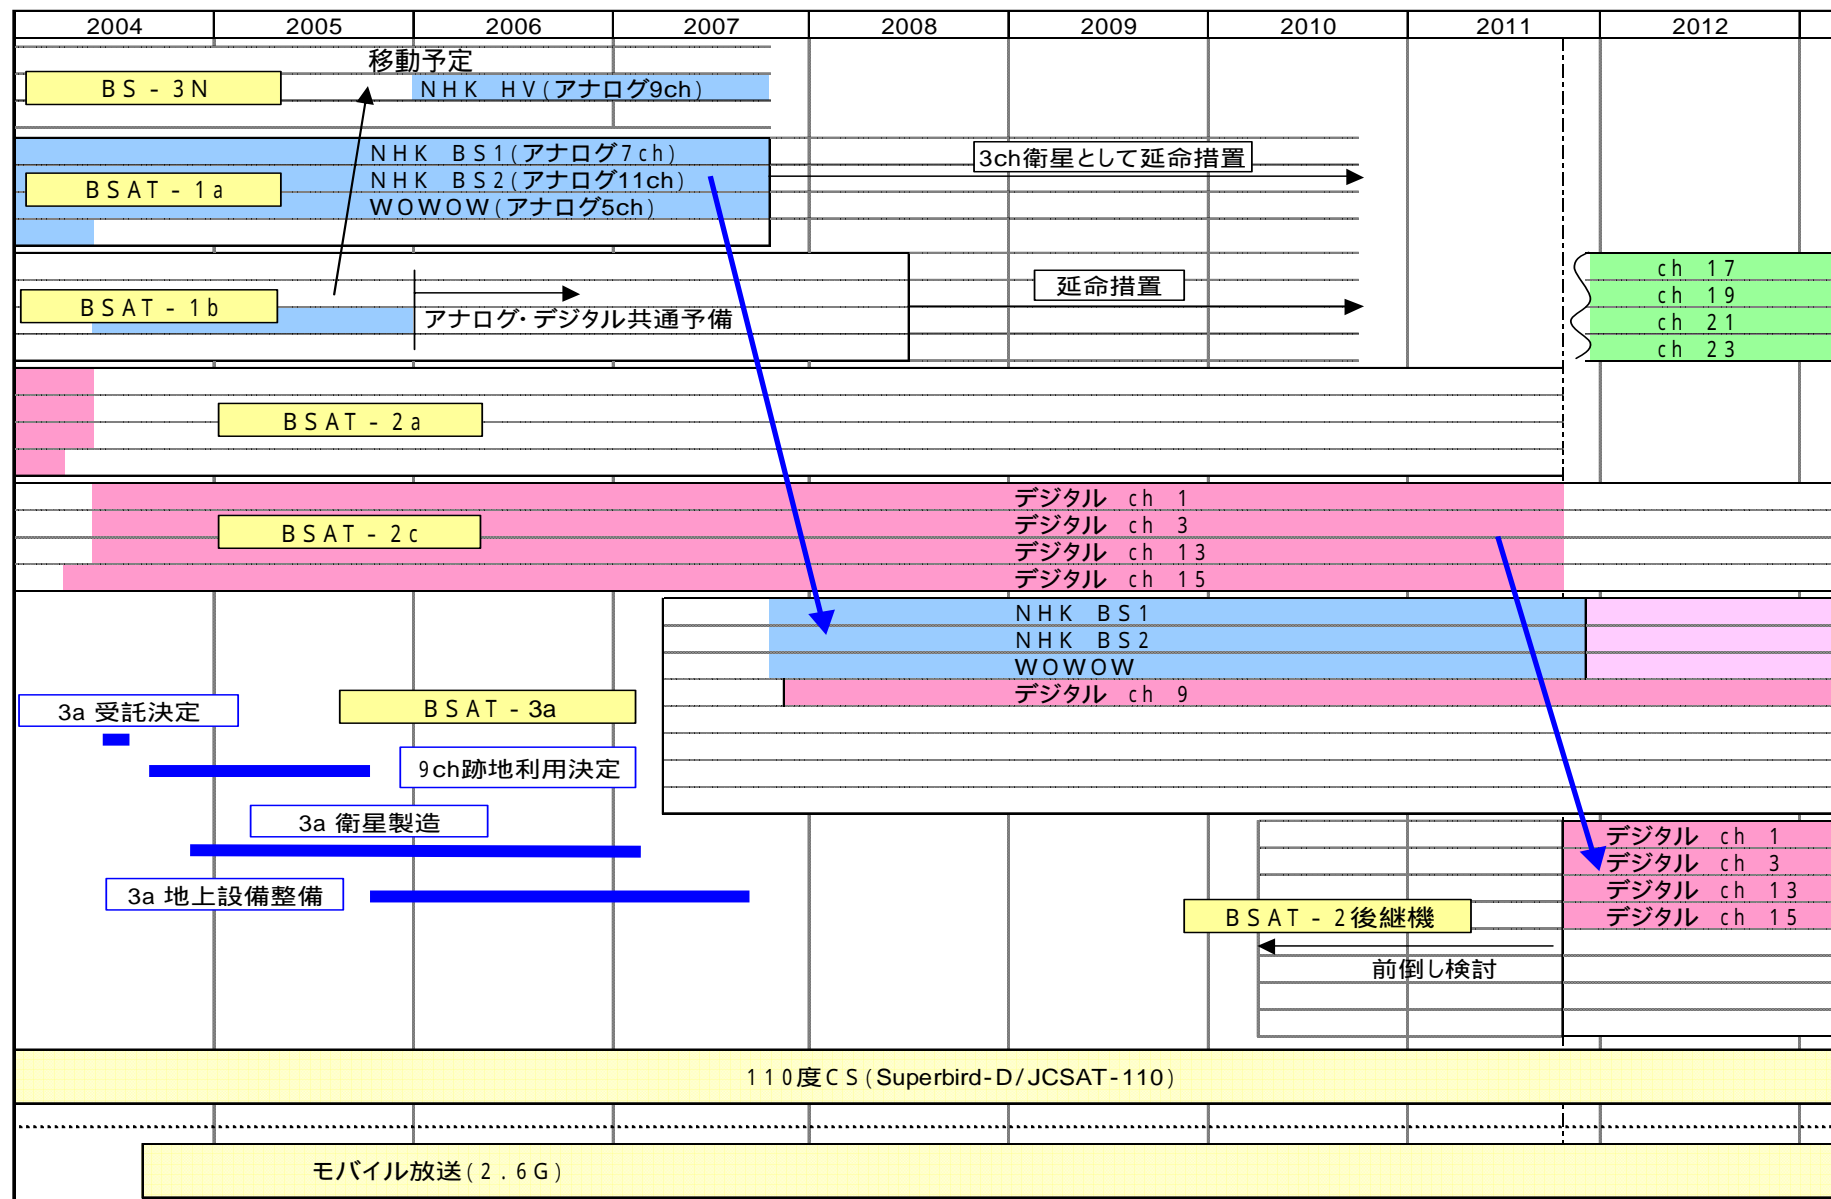 2004 2005 2006 2007 2008 2009 2010 2011 2012
移動予定
BS-3N
NHK HV(アナログ9ch)
NHK BS1(アナログ7ch)
3ch衛星として延命措置
BSAT-1a
NHK BS2(アナログ11ch)
WOWOW(アナログ5ch)
ch 17
延命措置
ch 19
BSAT-1b
アナログ・デジタル共通予備
ch 21
ch 23
BSAT-2a
デジタル ch 1
BSAT-2c
デジタル ch 3
デジタル ch 13
デジタル ch 15
NHK BS1
NHK BS2
WOWOW
デジタル ch 9
3a 受託決定
BSAT-3a
9ch跡地利用決定
3a 衛星製造
デジタル ch 1
デジタル ch 3
3a 地上設備整備
デジタル ch 13
BSAT-2後継機
デジタル ch 15
前倒し検討
110度CS(Superbird-D/JCSAT-110)
モバイル放送(2.6G)